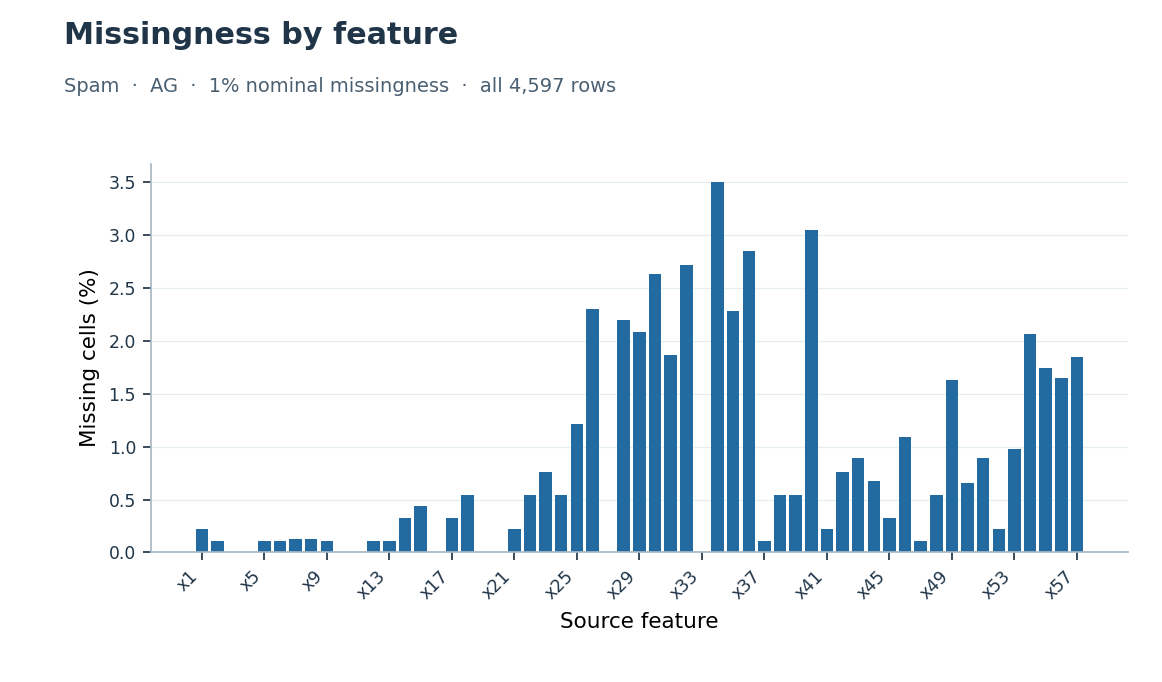 Missingness by feature
Spam · AG · 1% nominal missingness · all 4,597 rows
Missing cells (%)
3.5
3.0
2.5
2.0
1.5
1.0
0.5
0.0
x1 x5 x9 x13 x17 x21 x25 x29 x33 x37 x41 x45 x49 x53 x57
Source feature